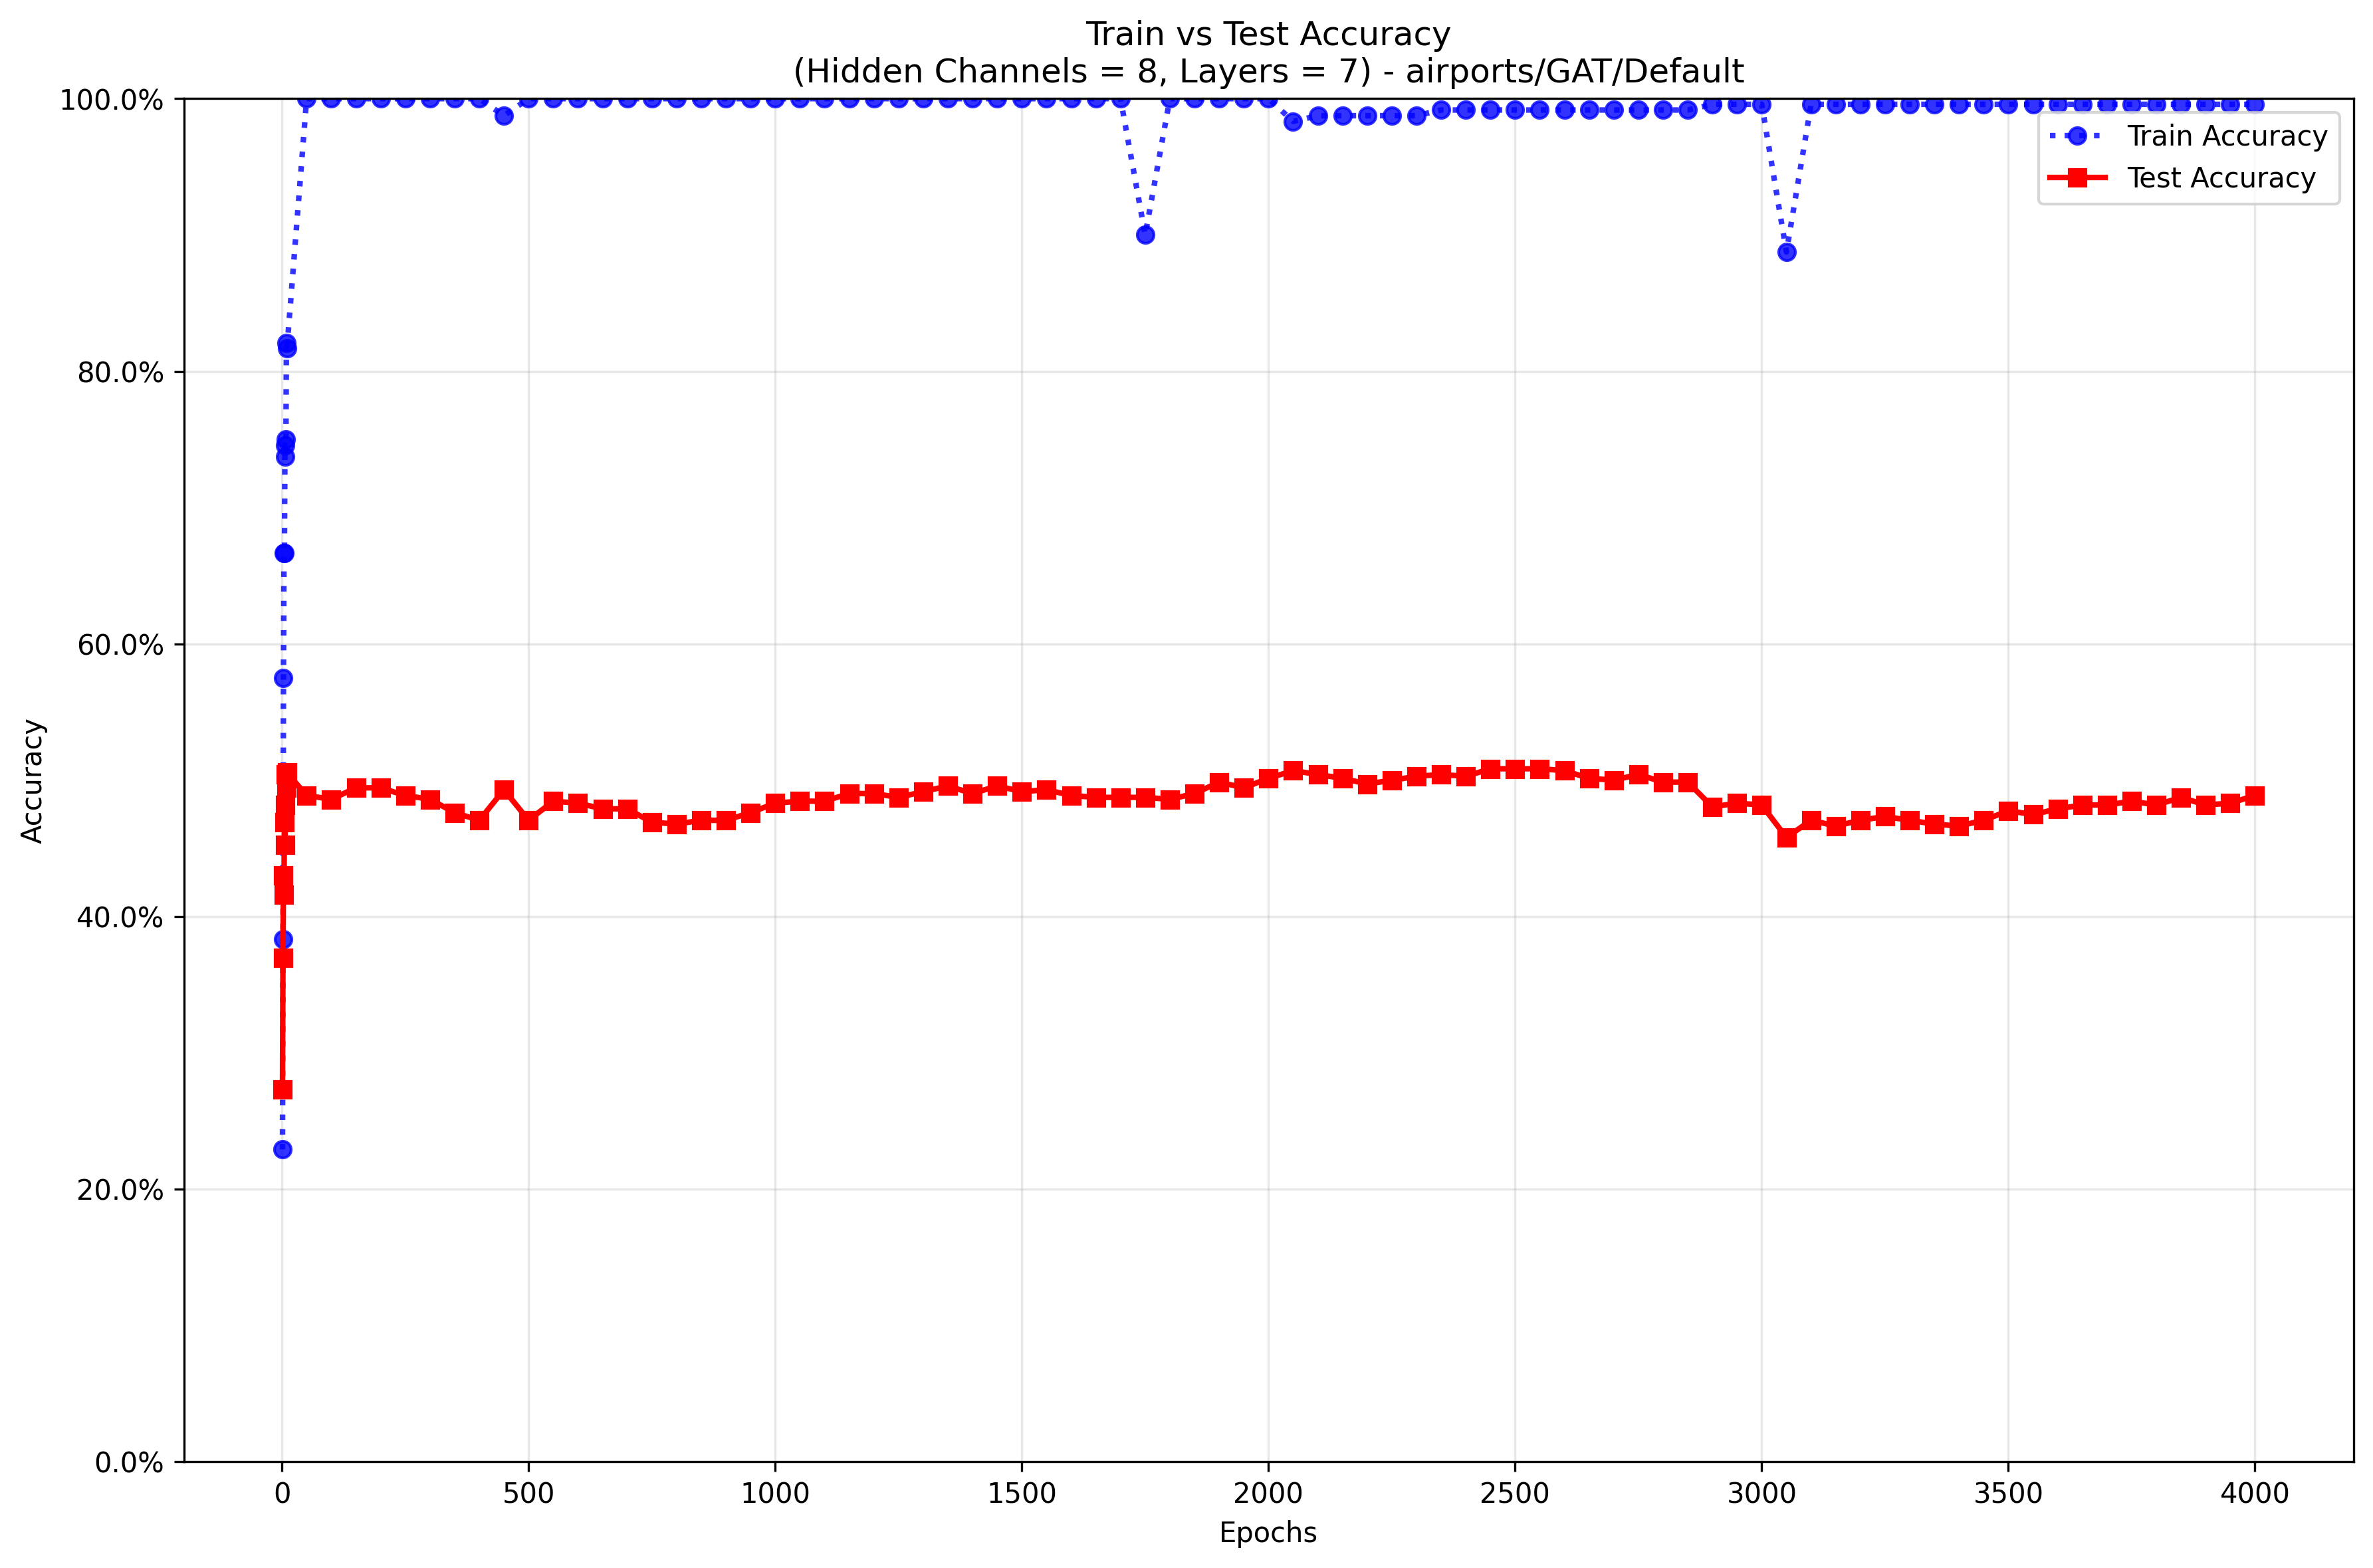 Train vs Test Accuracy
(Hidden Channels = 8, Layers = 7) - airports/GAT/Default
100.0%
80.0%
60.0%
40.0%
20.0%
0.0%
Accuracy
Train Accuracy
Test Accuracy
0 500 1000 1500 2000 2500 3000 3500 4000
Epochs